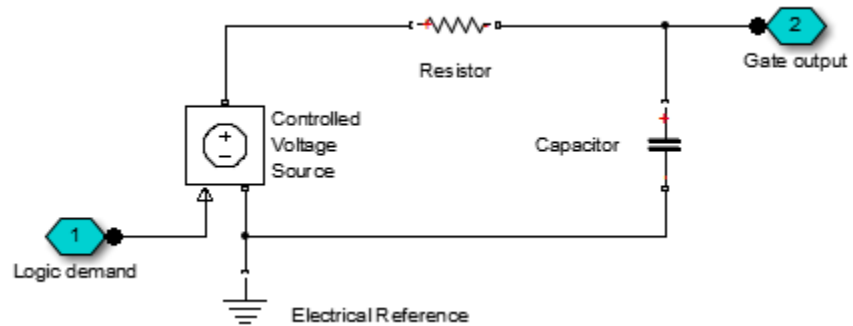 2
Gate output
Resistor
Controlled
Voltage
Source
Capacitor
1
Logic demand
Electrical Reference